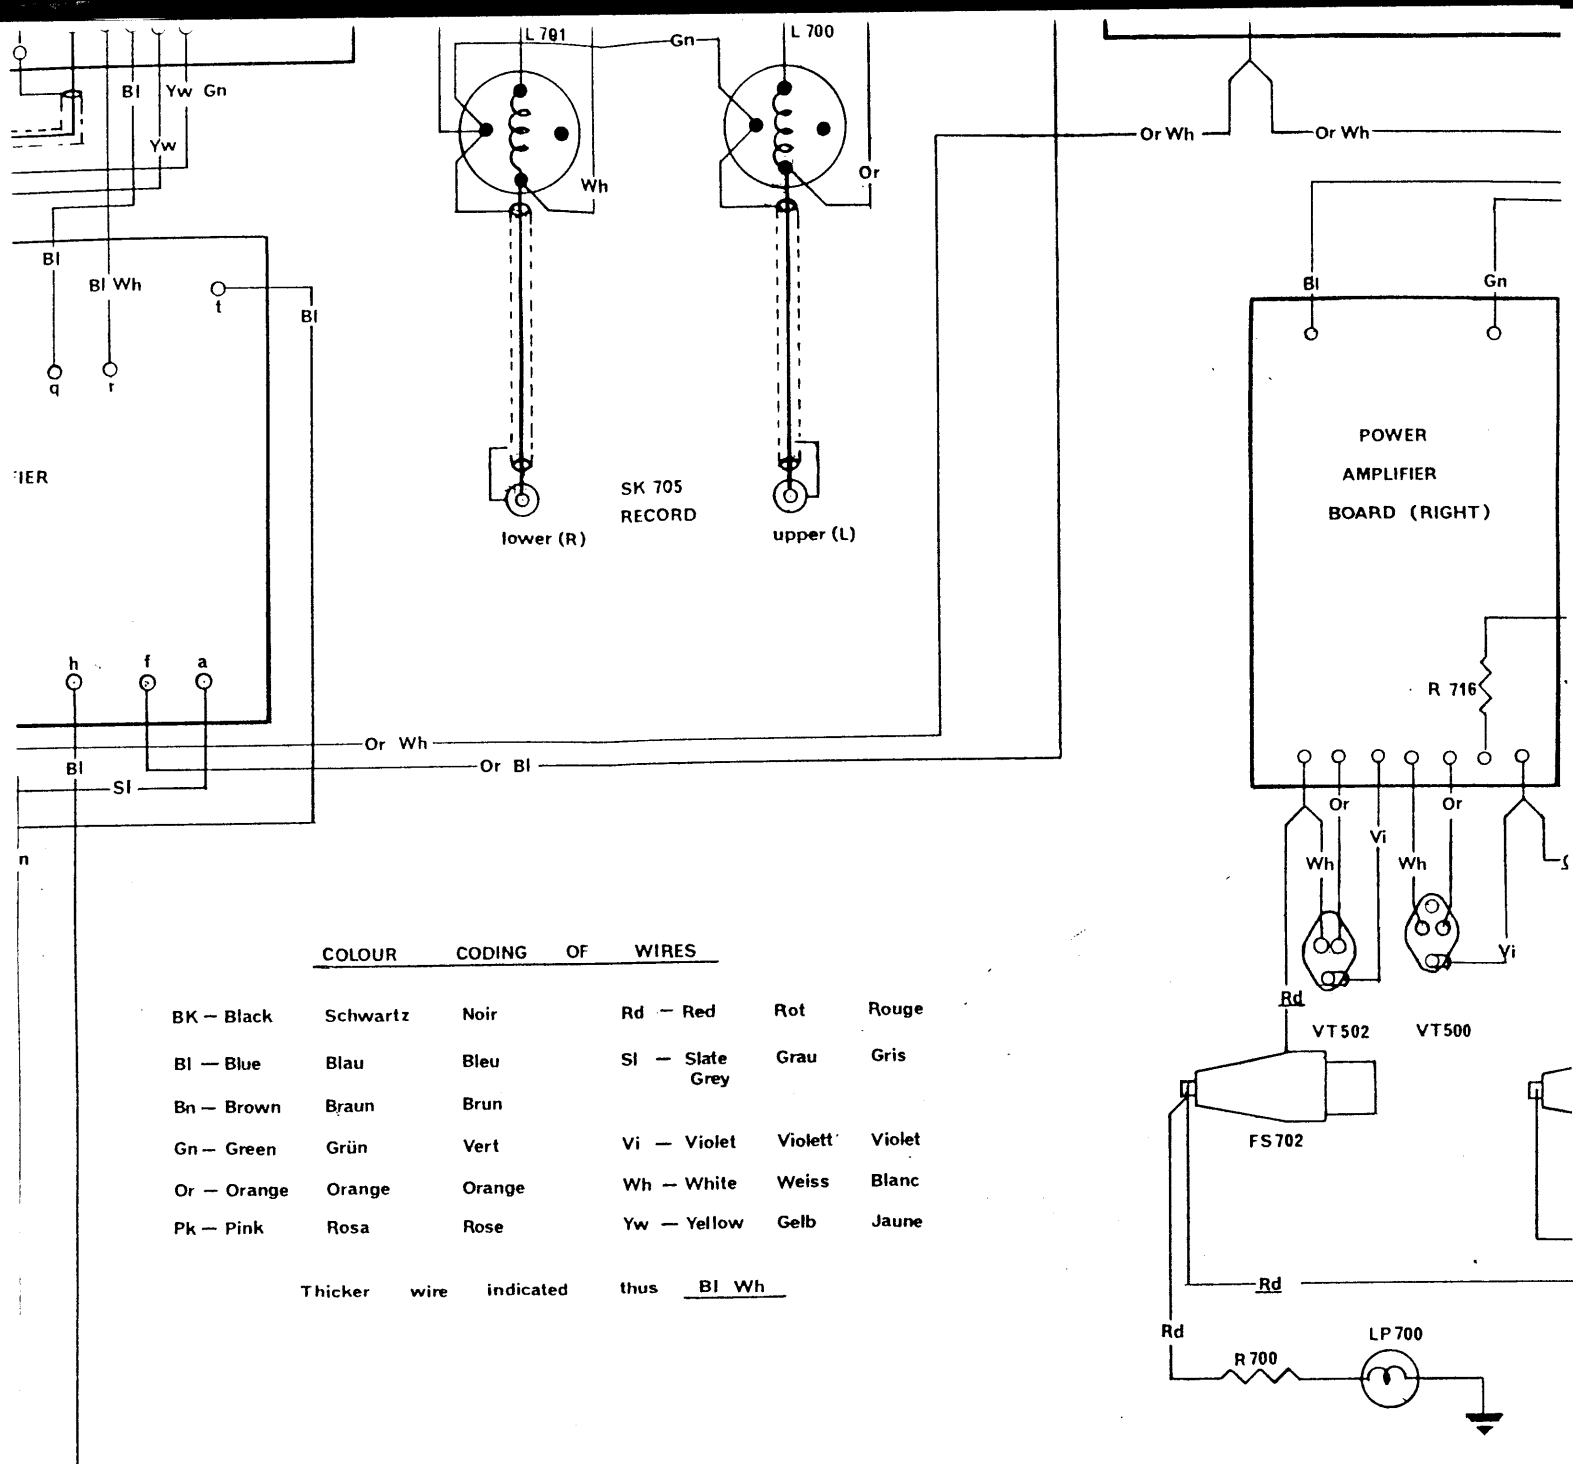 L 701
L 700
Gn
Bl
Yw
Gn
Yw
Or Wh
Or Wh
Wh
Or
Bl
Bl Wh
t
Bl
Bl
Gn
q
r
POWER
AMPLIFIER
BOARD (RIGHT)
IER
SK 705
RECORD
lower (R)
upper (L)
h
f
a
R 716
Or Wh
Or Bl
Bl
Sl
Or
Or
Vi
Wh
Wh
n
Vi
COLOUR CODING OF WIRES
BK — Black Schwartz Noir Rd — Red Rot Rouge
Bl — Blue Blau Bleu Sl — Slate Grau Gris
Grey
Bn — Brown Braun Brun
Gn — Green Grün Vert Vi — Violet Violett Violet
Or — Orange Orange Orange Wh — White Weiss Blanc
Pk — Pink Rosa Rose Yw — Yellow Gelb Jaune
Thicker wire indicated thus Bl Wh
Rd
VT502
VT500
FS702
Rd
Rd
R 700
LP 700